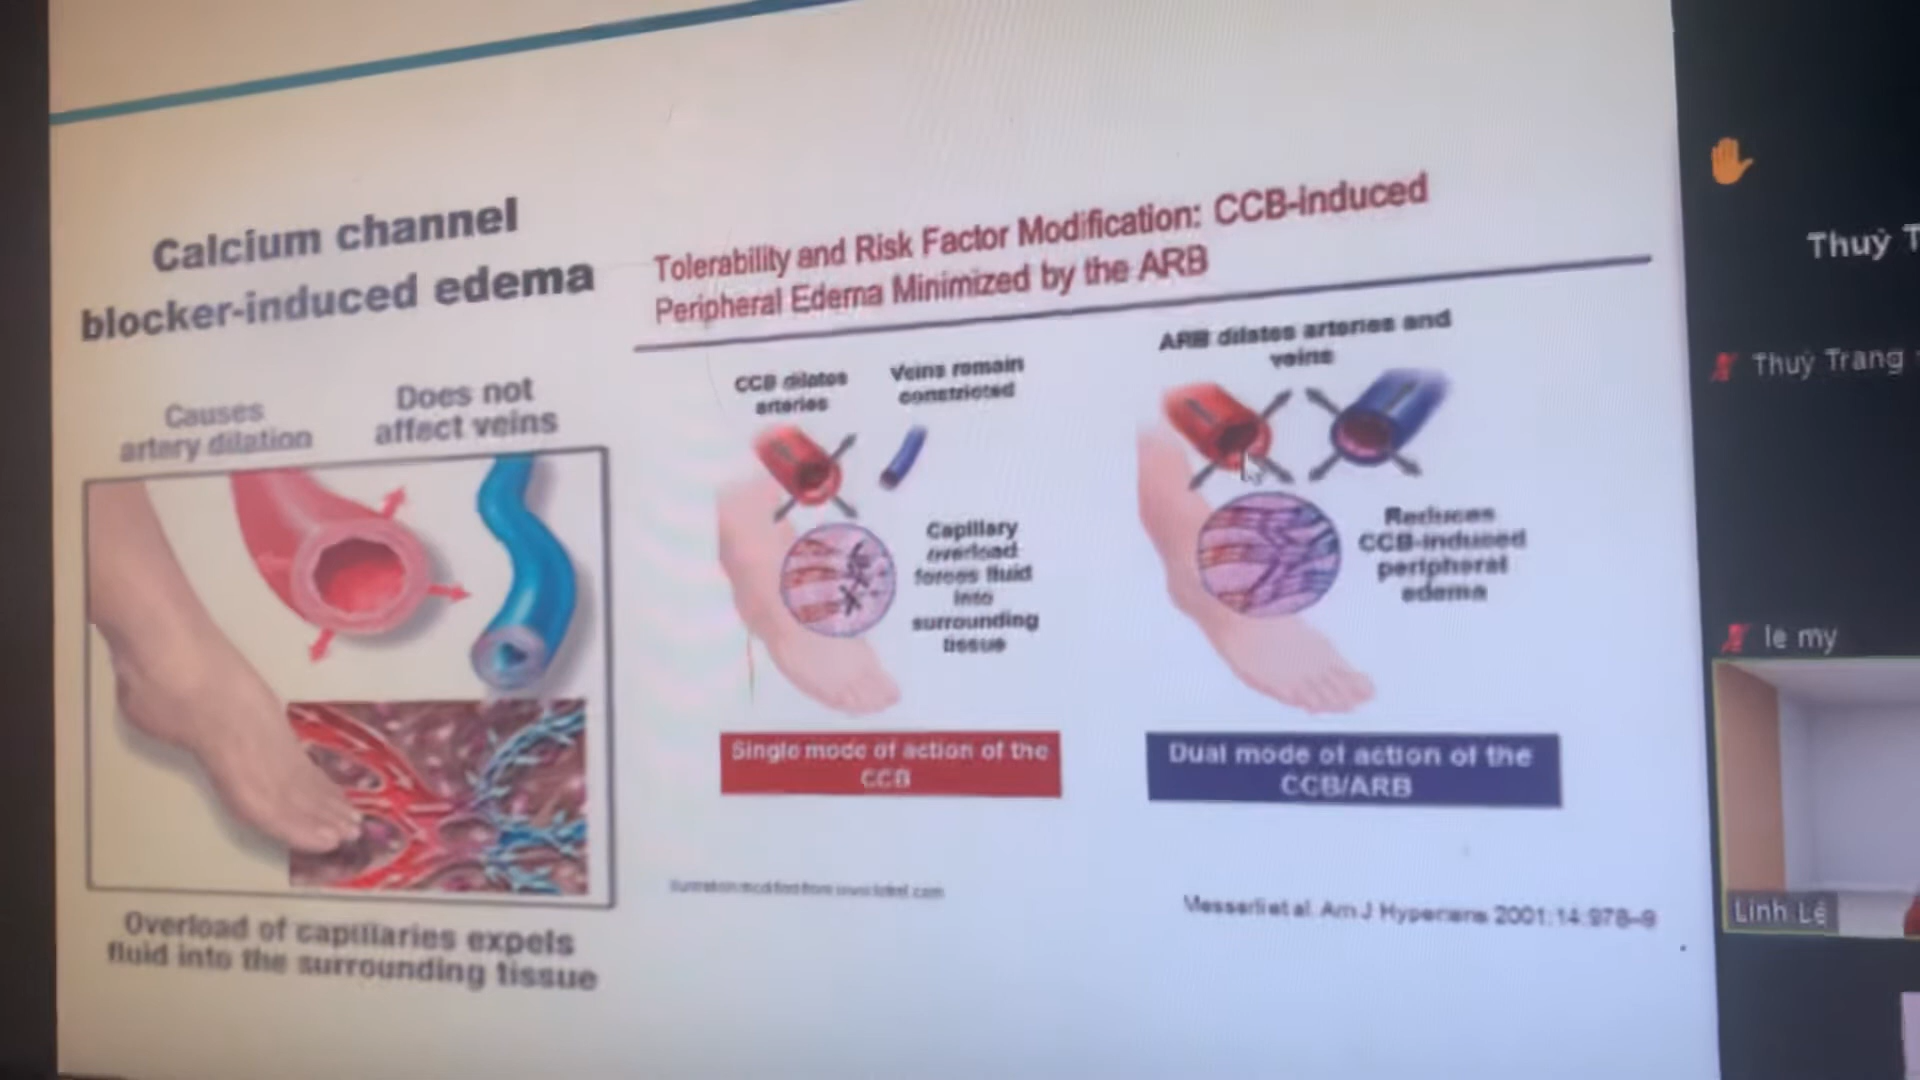 Calcium channel
blocker-induced edema
Causes
artery dilation
Does not
affect veins
Overload of capillaries expels
fluid into the surrounding tissue
Tolerability and Risk Factor Modification: CCB-induced
Peripheral Edema Minimized by the ARB
CCB dilates
arteries
Veins remain
constricted
Capillary
overload
forces fluid
into
surrounding
tissue
Single mode of action of the
CCB
ARB dilates arteries and
veins
Reduces
CCB-induced
peripheral
edema
Dual mode of action of the
CCB/ARB
Messerli et al. Am J Hypertens 2001;14:978–9
Thuỳ T
Thuỳ Trang
le my
Linh Lê